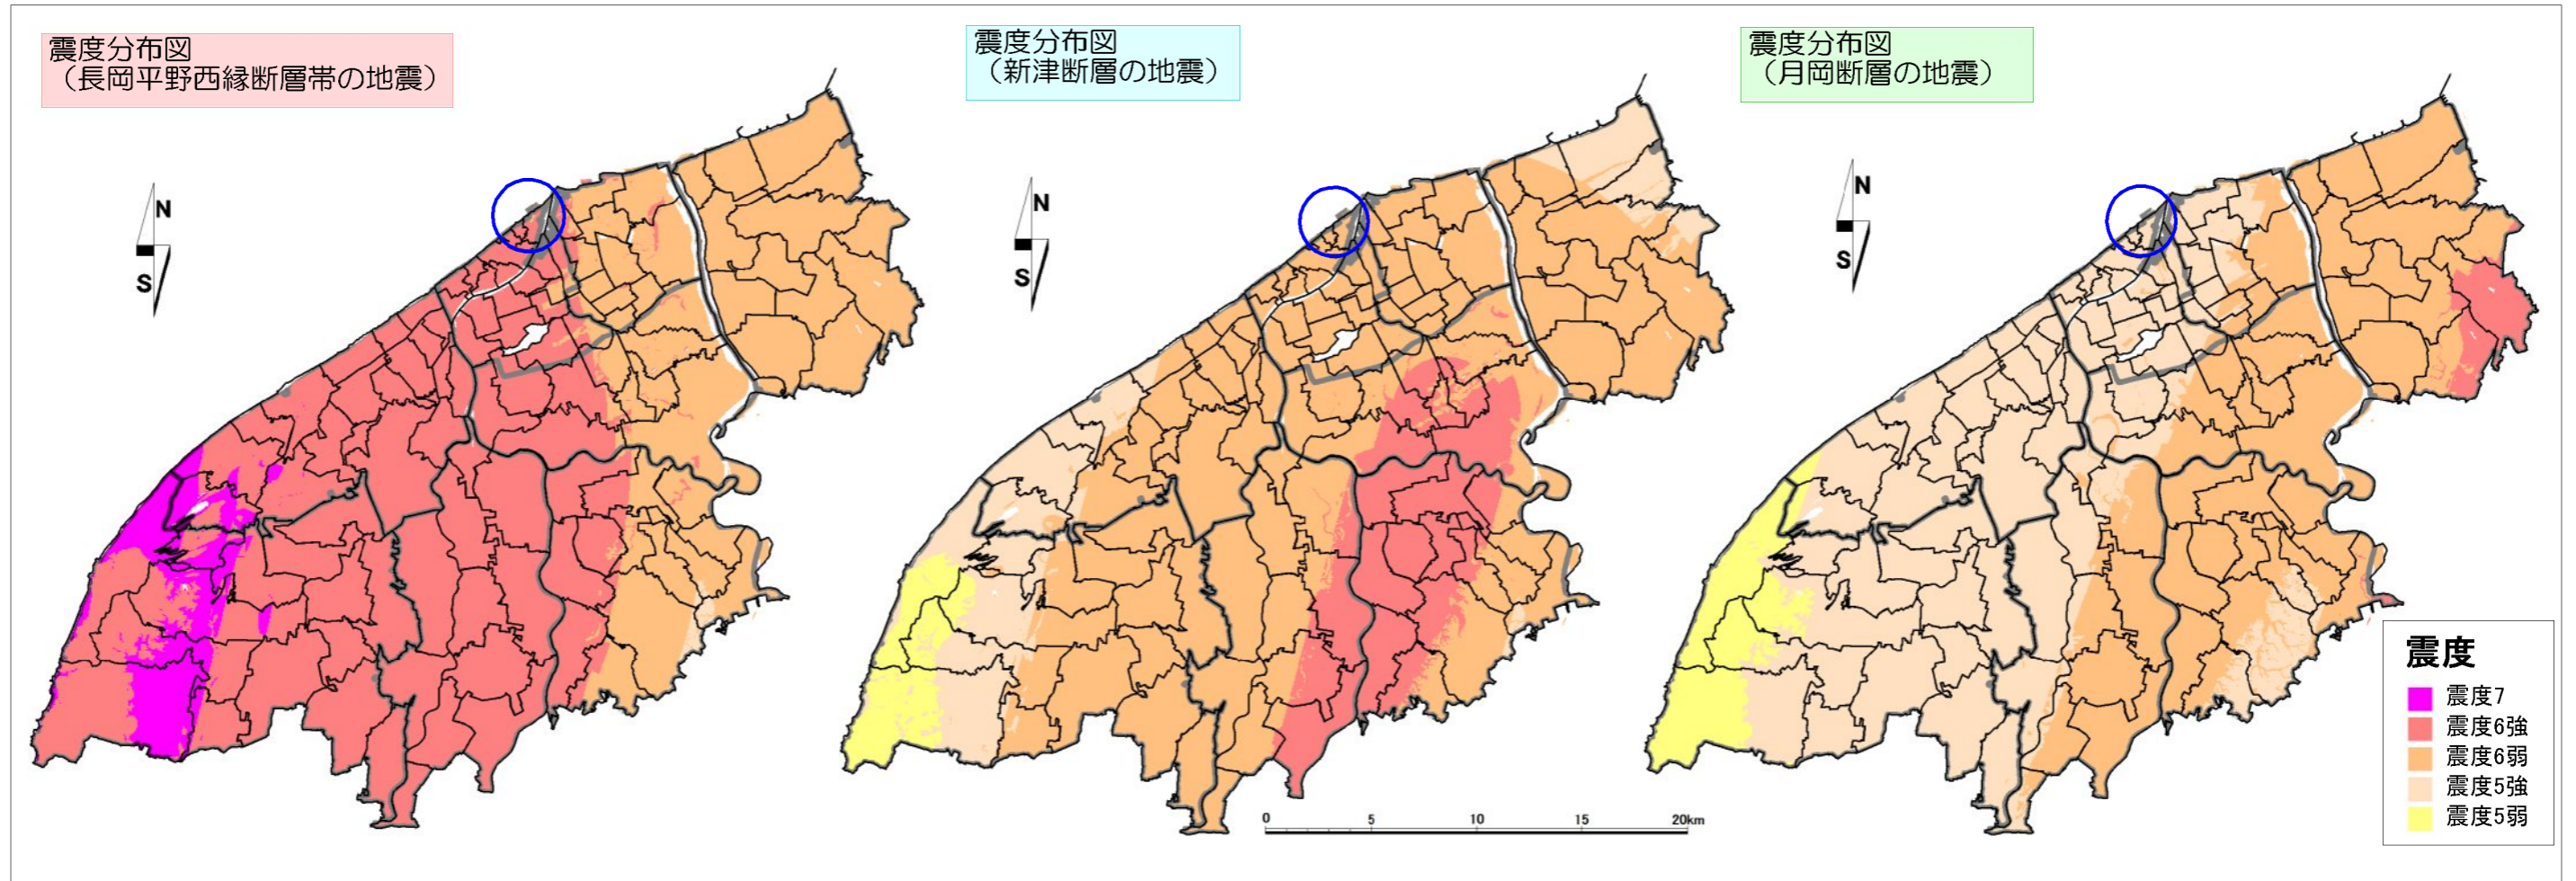 震度分布図
（長岡平野西縁断層帯の地震）
震度分布図
（新津断層の地震）
震度分布図
（月岡断層の地震）
N
S
N
S
N
S
0 5 10 15 20km
震度
震度7
震度6強
震度6弱
震度5強
震度5弱